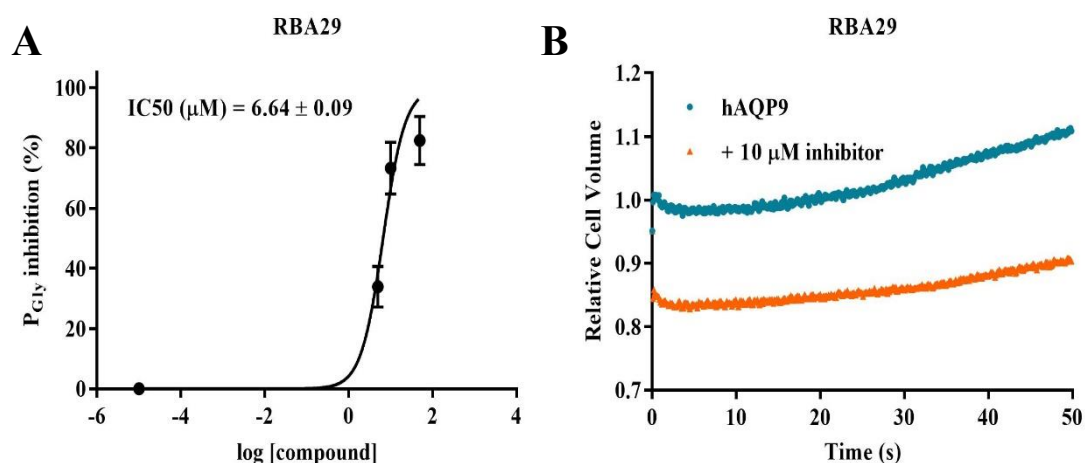 A
RBA29
IC50 (µM) = 6.64 ± 0.09
P_Gly inhibition (%)
100
80
60
40
20
0
-6
-4
-2
0
2
4
log [compound]
B
RBA29
hAQP9
+ 10 µM inhibitor
Relative Cell Volume
1.2
1.1
1.0
0.9
0.8
0.7
0
10
20
30
40
50
Time (s)